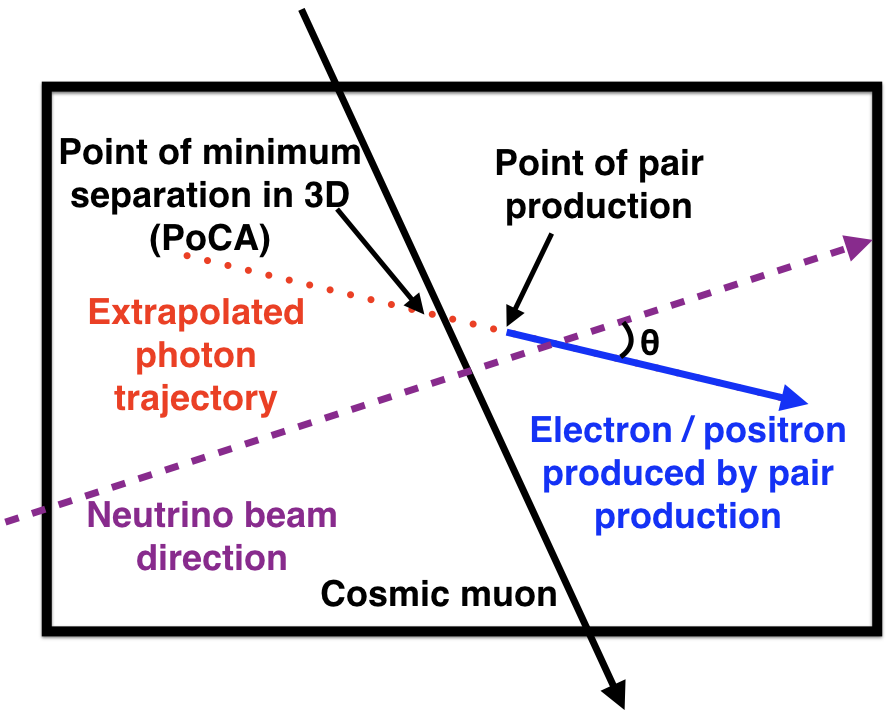 Point of minimum
separation in 3D
(PoCA)
Point of pair
production
Extrapolated
photon
trajectory
θ
Electron / positron
produced by pair
production
Neutrino beam
direction
Cosmic muon